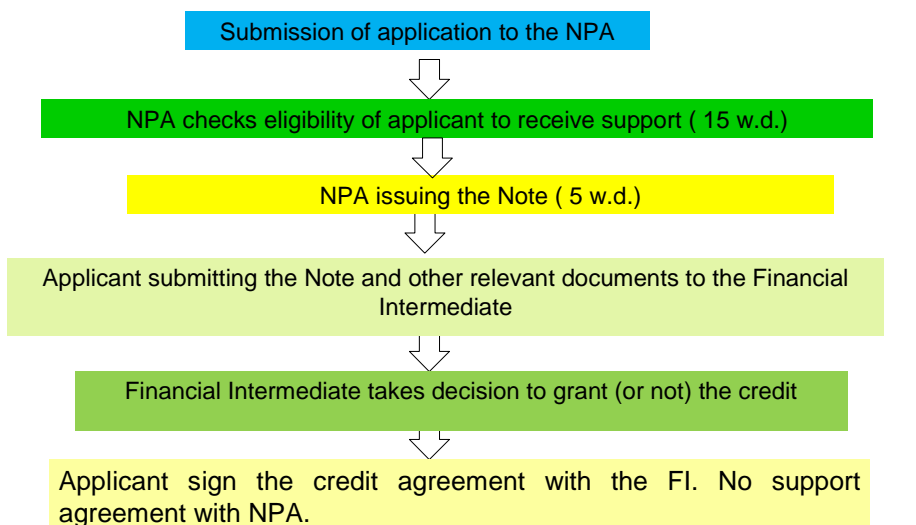 Submission of application to the NPA
NPA checks eligibility of applicant to receive support ( 15 w.d.)
NPA issuing the Note ( 5 w.d.)
Applicant submitting the Note and other relevant documents to the Financial
Intermediate
Financial Intermediate takes decision to grant (or not) the credit
Applicant sign the credit agreement with the FI. No support
agreement with NPA.